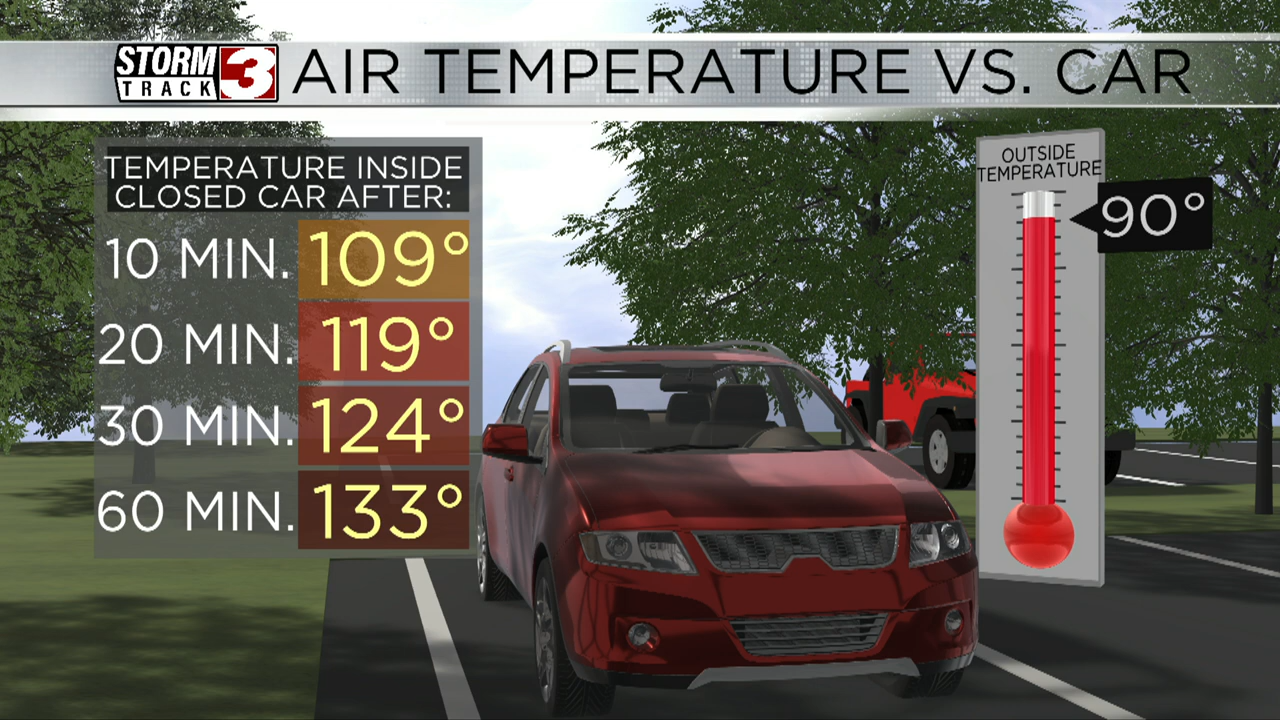 STORM
TRACK
3
AIR TEMPERATURE VS. CAR
TEMPERATURE INSIDE
CLOSED CAR AFTER:
10 MIN. 109°
20 MIN. 119°
30 MIN. 124°
60 MIN. 133°
OUTSIDE
TEMPERATURE
90°